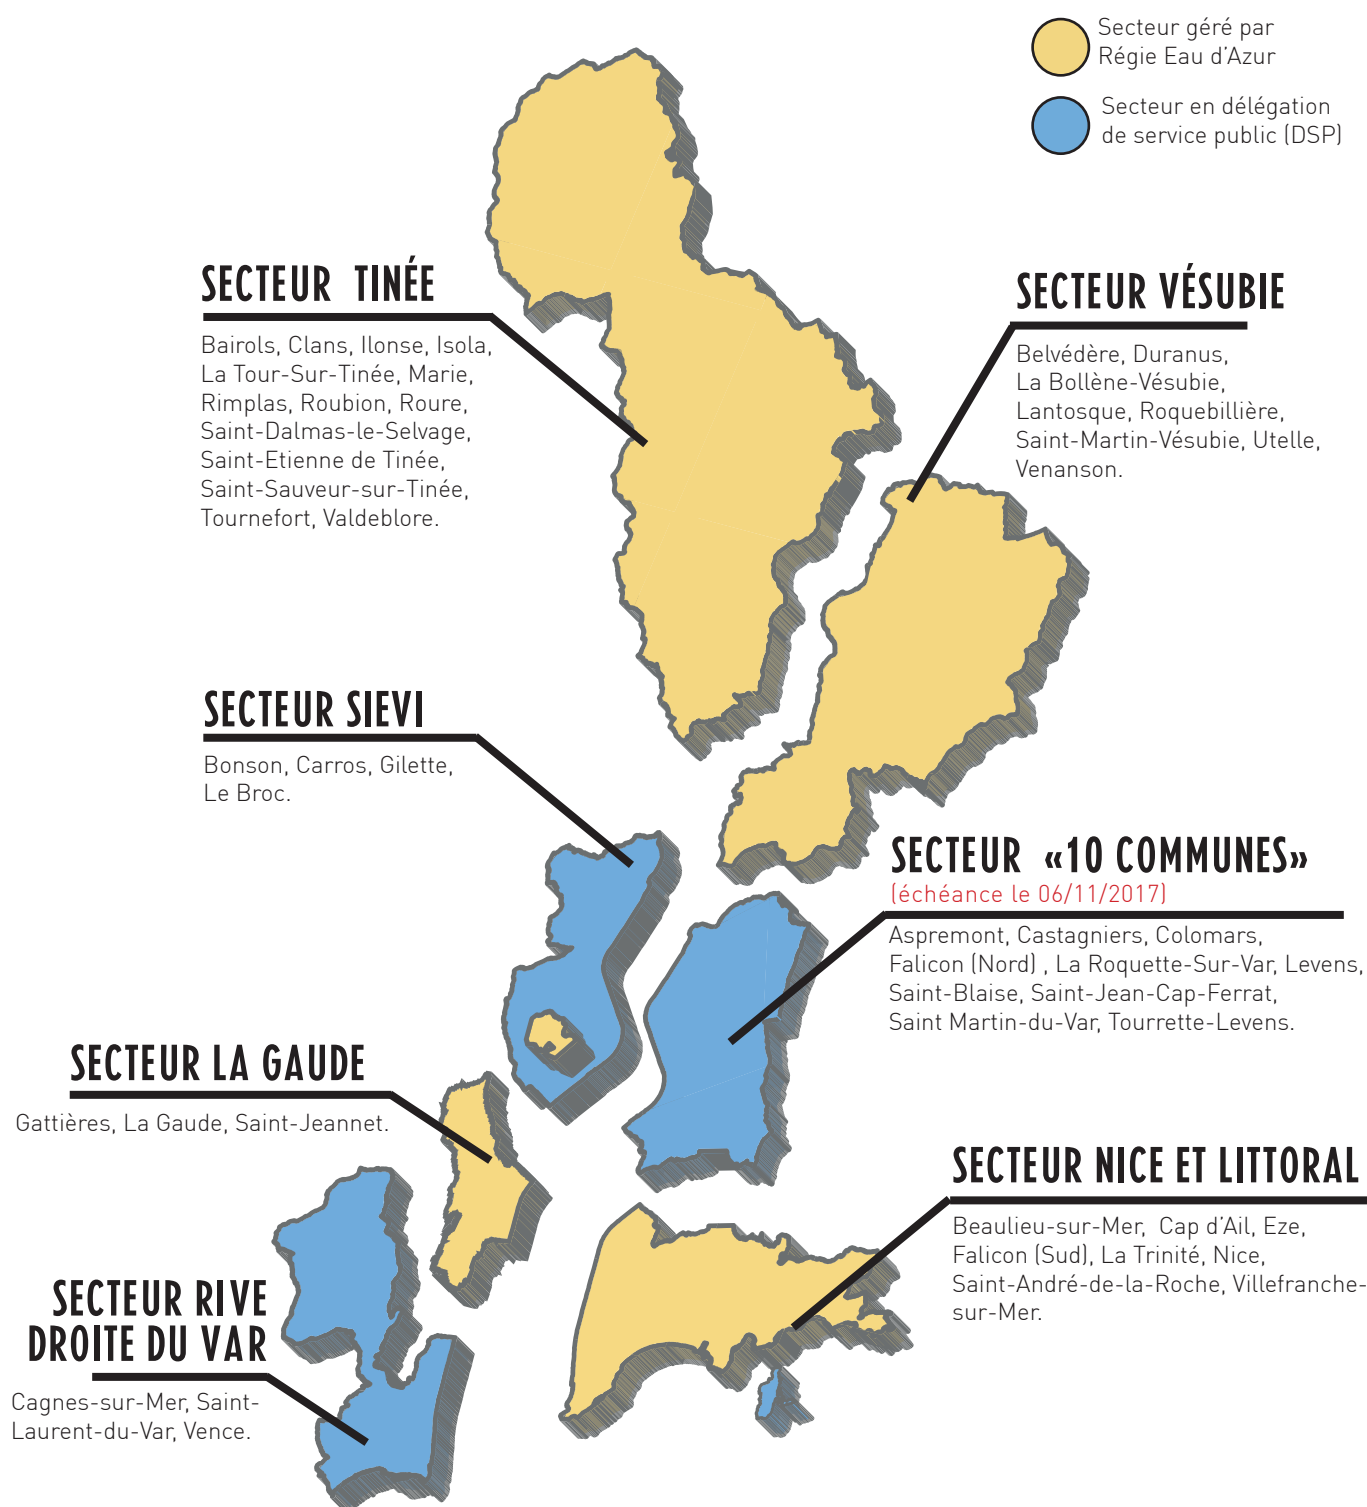 Secteur géré par
Régie Eau d'Azur
Secteur en délégation
de service public (DSP)
SECTEUR TINÉE
Bairols, Clans, Ilonse, Isola,
La Tour-Sur-Tinée, Marie,
Rimplas, Roubion, Roure,
Saint-Dalmas-le-Selvage,
Saint-Etienne de Tinée,
Saint-Sauveur-sur-Tinée,
Tournefort, Valdeblore.
SECTEUR VÉSUBIE
Belvédère, Duranus,
La Bollène-Vésubie,
Lantosque, Roquebillière,
Saint-Martin-Vésubie, Utelle,
Venanson.
SECTEUR SIEVI
Bonson, Carros, Gilette,
Le Broc.
SECTEUR «10 COMMUNES»
(échéance le 06/11/2017)
Aspremont, Castagniers, Colomars,
Falicon (Nord) , La Roquette-Sur-Var, Levens,
Saint-Blaise, Saint-Jean-Cap-Ferrat,
Saint Martin-du-Var, Tourrette-Levens.
SECTEUR LA GAUDE
Gattières, La Gaude, Saint-Jeannet.
SECTEUR NICE ET LITTORAL
Beaulieu-sur-Mer, Cap d'Ail, Eze,
Falicon (Sud), La Trinité, Nice,
Saint-André-de-la-Roche, Villefranche-
sur-Mer.
SECTEUR RIVE
DROITE DU VAR
Cagnes-sur-Mer, Saint-
Laurent-du-Var, Vence.